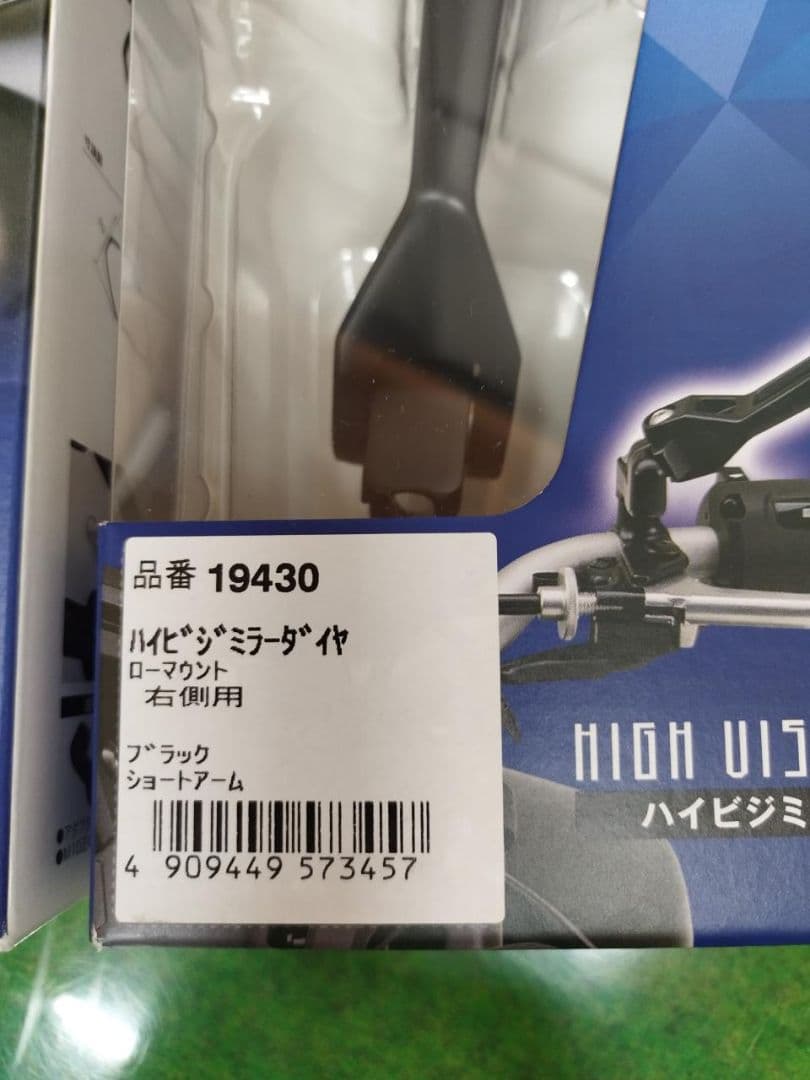 品番 19430
ﾊｲﾋﾞｼﾞﾐﾗｰﾀﾞｲﾔ
ﾛｰﾏｳﾝﾄ
右側用
ﾌﾞﾗｯｸ
ｼｮｰﾄｱｰﾑ
4 909449 573457
HIGH VIS
ハイビジミ